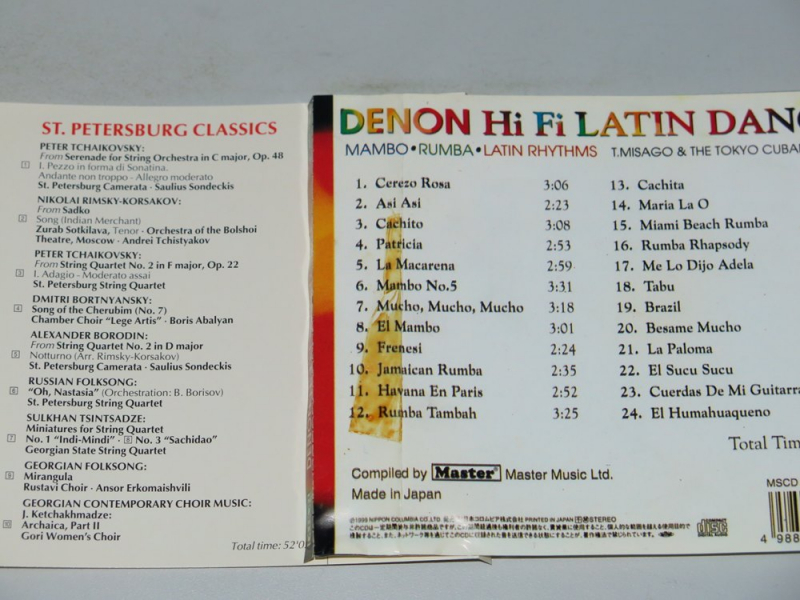 ST. PETERSBURG CLASSICS
PETER TCHAIKOVSKY:
From Serenade for String Orchestra in C major, Op. 48
1 I. Pezzo in forma di Sonatina.
Andante non troppo - Allegro moderato
St. Petersburg Camerata - Saulius Sondeckis
NIKOLAI RIMSKY-KORSAKOV:
From Sadko
2 Song (Indian Merchant)
Zurab Sotkilava, Tenor - Orchestra of the Bolshoi
Theatre, Moscow - Andrei Tchistyakov
PETER TCHAIKOVSKY:
From String Quartet No. 2 in F major, Op. 22
3 I. Adagio - Moderato assai
St. Petersburg String Quartet
DMITRI BORTNYANSKY:
4 Song of the Cherubim (No. 7)
Chamber Choir "Lege Artis" - Boris Abalyan
ALEXANDER BORODIN:
From String Quartet No. 2 in D major
5 Notturno (Arr. Rimsky-Korsakov)
St. Petersburg Camerata - Saulius Sondeckis
RUSSIAN FOLKSONG:
6 "Oh, Nastasia" (Orchestration: B. Borisov)
St. Petersburg String Quartet
SULKHAN TSINTSADZE:
Miniatures for String Quartet
7 No. 1 "Indi-Mindi" - 8 No. 3 "Sachidao"
Georgian State String Quartet
GEORGIAN FOLKSONG:
Mirangula
Rustavi Choir - Ansor Erkomaishvili
GEORGIAN CONTEMPORARY CHOIR MUSIC:
J. Ketchakhmadze:
10 Archaica, Part II
Gori Women's Choir
Total time: 52'0
DENON Hi Fi LATIN DANC
MAMBO•RUMBA•LATIN RHYTHMS T.MISAGO & THE TOKYO CUBA
1. Cerezo Rosa 3:06
2. Asi Asi 2:23
3. Cachito 3:08
4. Patricia 2:53
5. La Macarena 2:59
6. Mambo No.5 3:31
7. Mucho, Mucho, Mucho 3:18
8. El Mambo 3:01
9. Frenesi 2:24
10. Jamaican Rumba 2:35
11. Havana En Paris 2:52
12. Rumba Tambah 3:25
13. Cachita
14. Maria La O
15. Miami Beach Rumba
16. Rumba Rhapsody
17. Me Lo Dijo Adela
18. Tabu
19. Brazil
20. Besame Mucho
21. La Paloma
22. El Sucu Sucu
23. Cuerdas De Mi Guitarra
24. El Humahuaqueno
Total Tim
Compiled by Master Master Music Ltd.
Made in Japan
MSCD
NIPPON COLUMBIA CO.,LTD. PRINTED IN JAPAN STEREO
disc
4 988